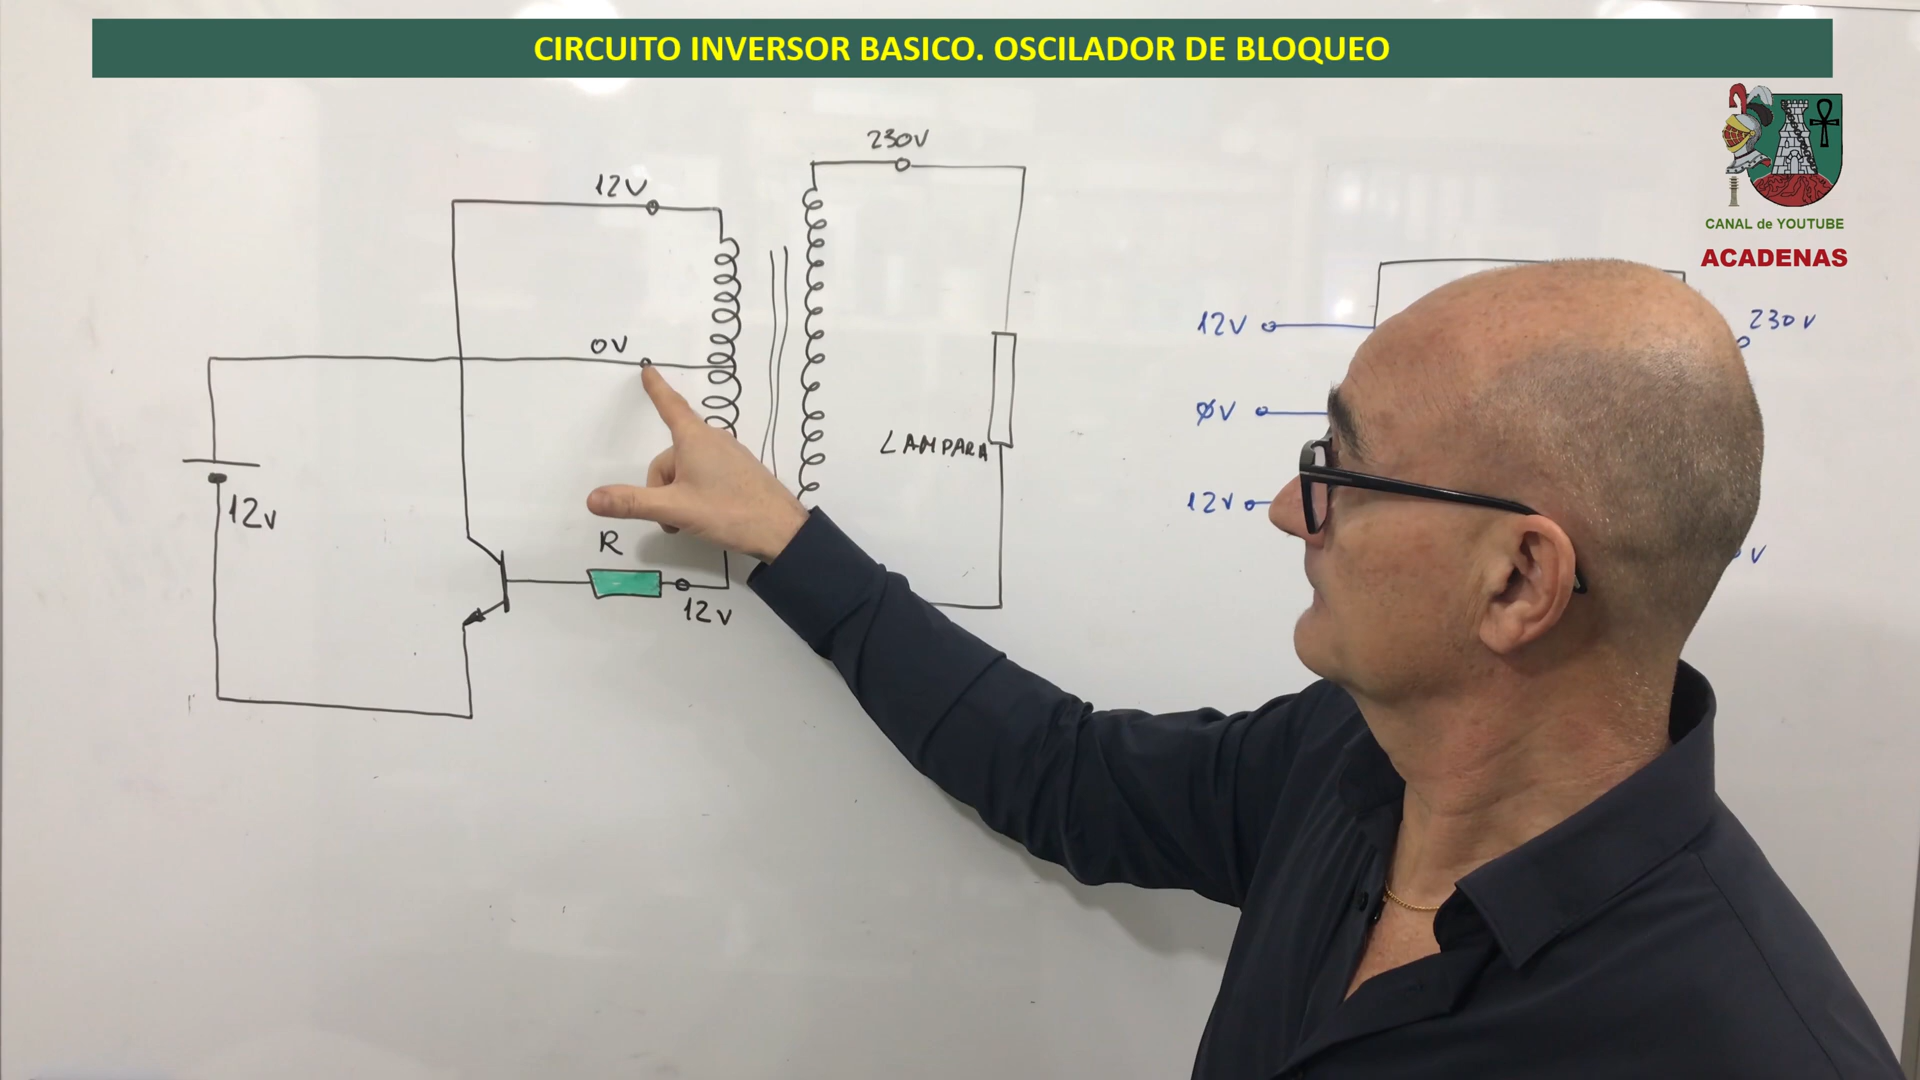 CIRCUITO INVERSOR BASICO. OSCILADOR DE BLOQUEO
CANAL de YOUTUBE
ACADENAS
230V
12V
0V
12V
R
12V
LAMPARA
12V
230V
ØV
12V
V